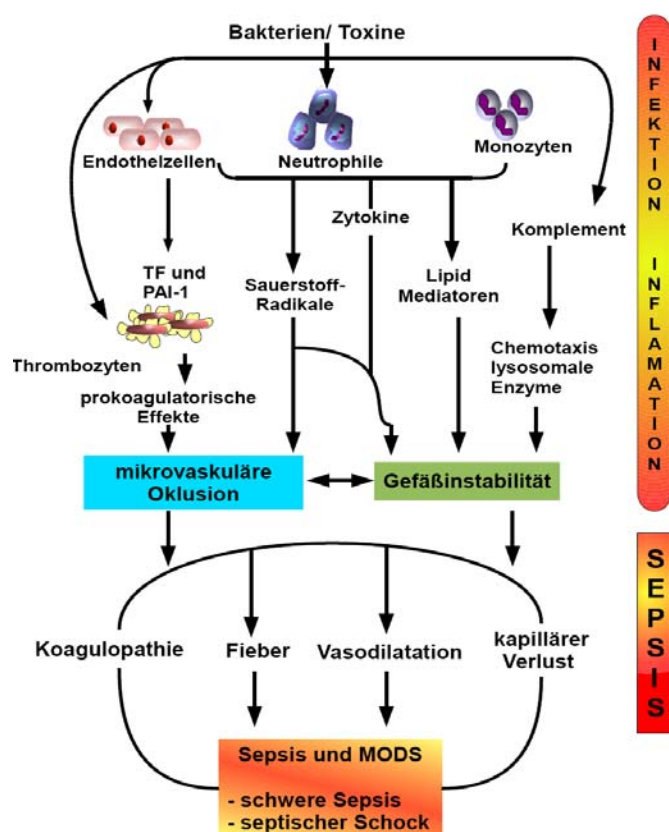 Bakterien/ Toxine
Endothelzellen
Neutrophile
Monozyten
Zytokine
Komplement
TF und
PAI-1
Sauerstoff-
Radikale
Lipid
Mediatoren
Thrombozyten
Chemotaxis
lysosomale
Enzyme
prokoagulatorische
Effekte
mikrovaskuläre
Oklusion
Gefäßinstabilität
Koagulopathie
Fieber
Vasodilatation
kapillärer
Verlust
Sepsis und MODS
- schwere Sepsis
- septischer Schock
INFEKTION
INFLAMATION
SEPSIS